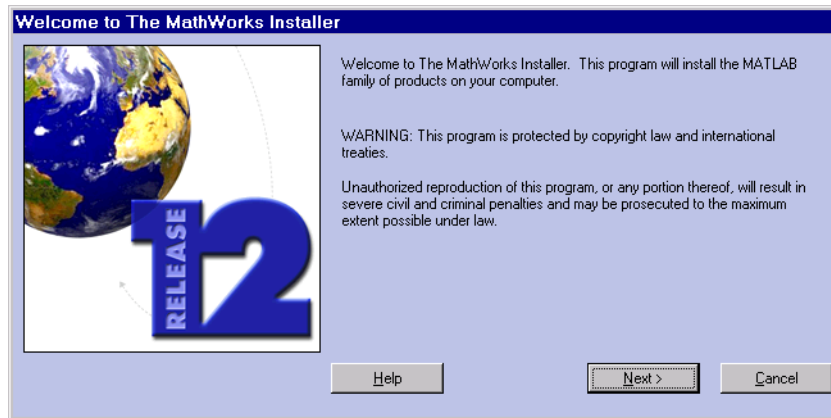 Welcome to The MathWorks Installer
Welcome to The MathWorks Installer. This program will install the MATLAB
family of products on your computer.
WARNING: This program is protected by copyright law and international
treaties.
Unauthorized reproduction of this program, or any portion thereof, will result in
severe civil and criminal penalties and may be prosecuted to the maximum
extent possible under law.
RELEASE
12
Help
Next >
Cancel